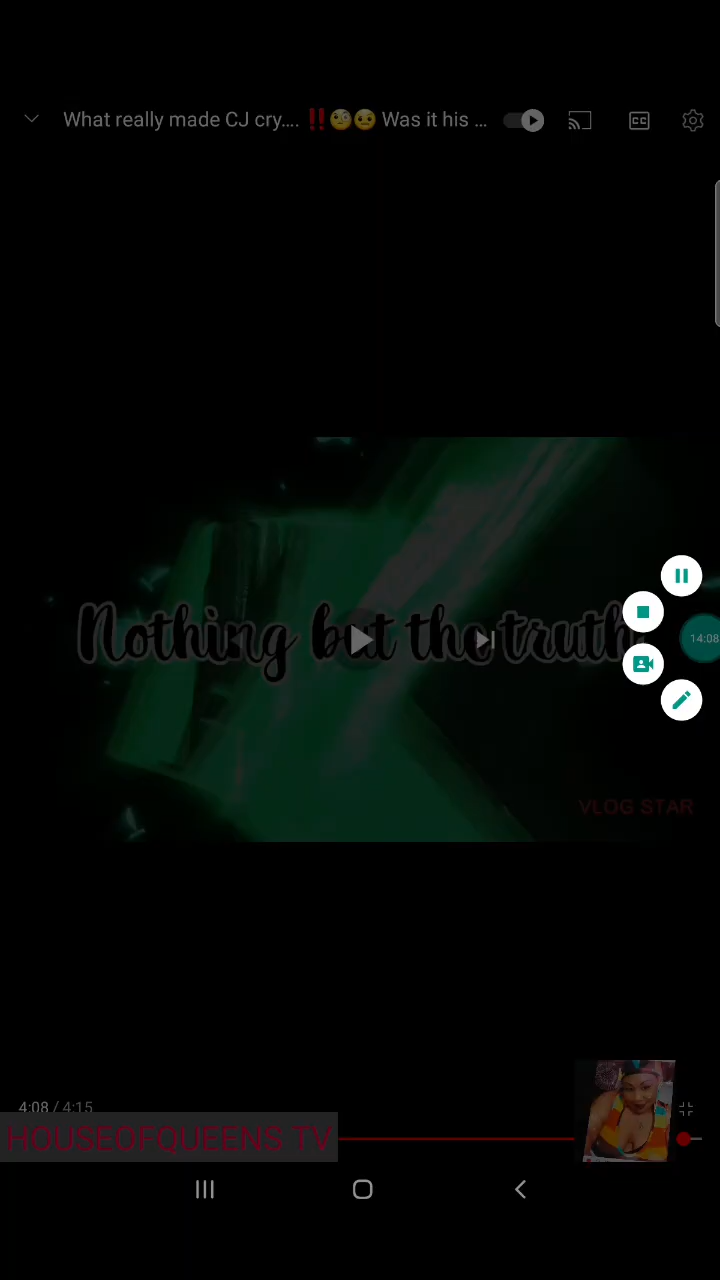 What really made CJ cry.... ‼️🧐🤨 Was it his ...
CC
Nothing but the truth
14:08
VLOG STAR
4:08 / 4:15
HOUSEOFQUEENS TV